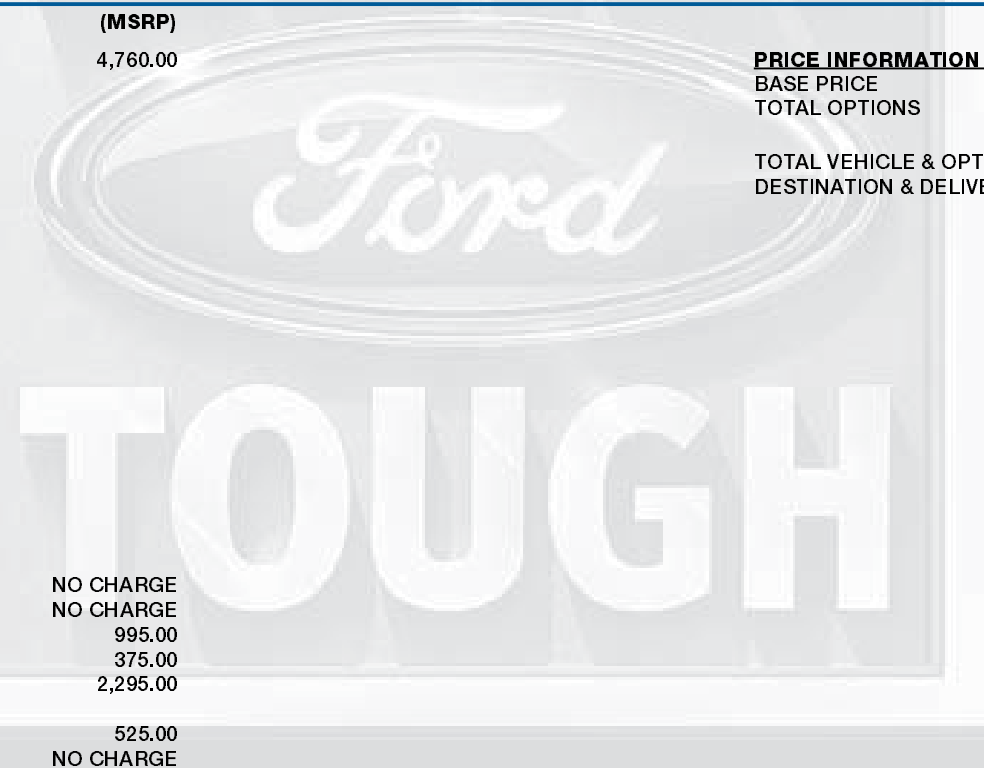 (MSRP)
4,760.00
PRICE INFORMATION
BASE PRICE
TOTAL OPTIONS
TOTAL VEHICLE & OPT
DESTINATION & DELIVE
Ford
TOUGH
NO CHARGE
NO CHARGE
995.00
375.00
2,295.00
525.00
NO CHARGE